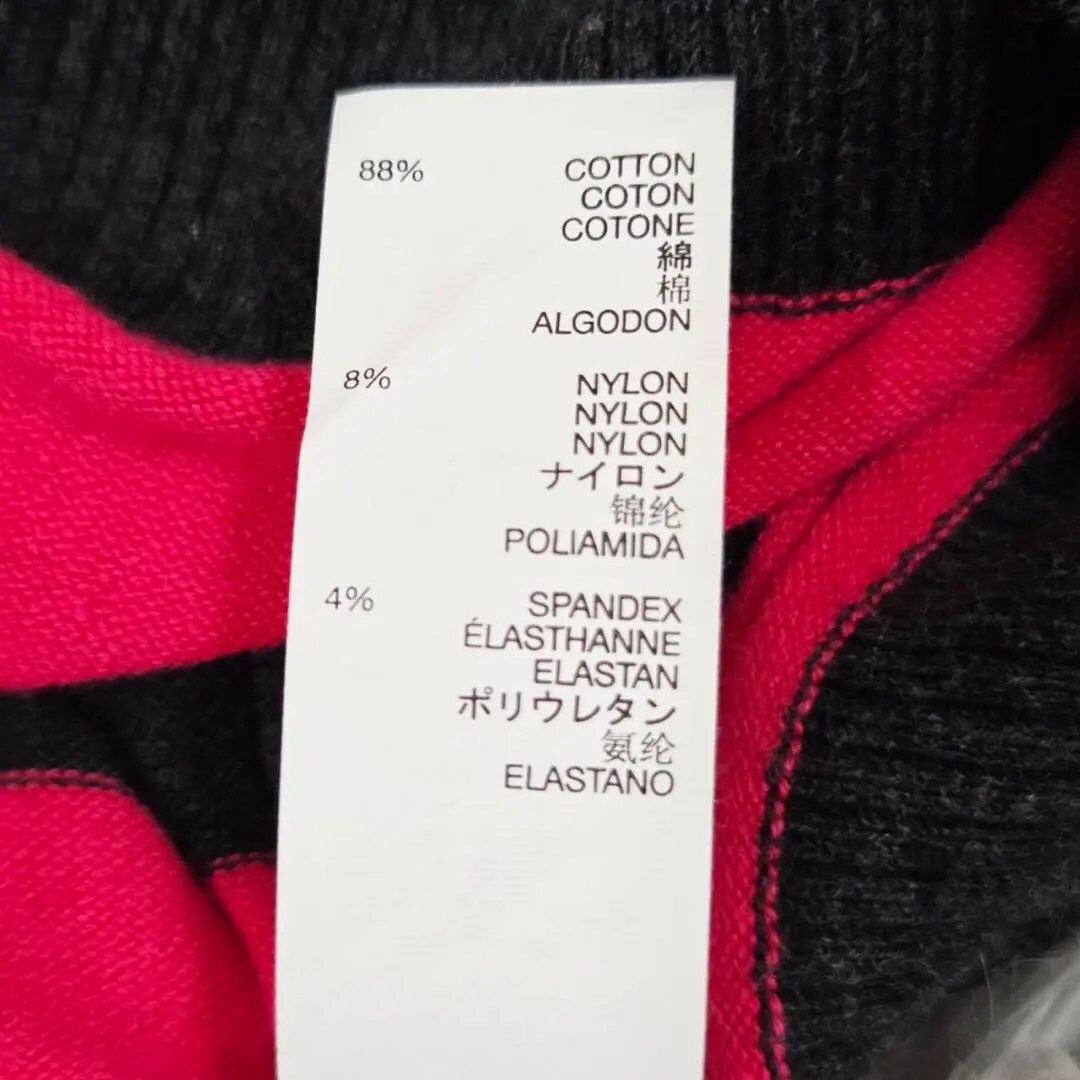 88% COTTON
COTON
COTONE
綿
棉
ALGODON
8% NYLON
NYLON
NYLON
ナイロン
锦纶
POLIAMIDA
4% SPANDEX
ÉLASTHANNE
ELASTAN
ポリウレタン
氨纶
ELASTANO